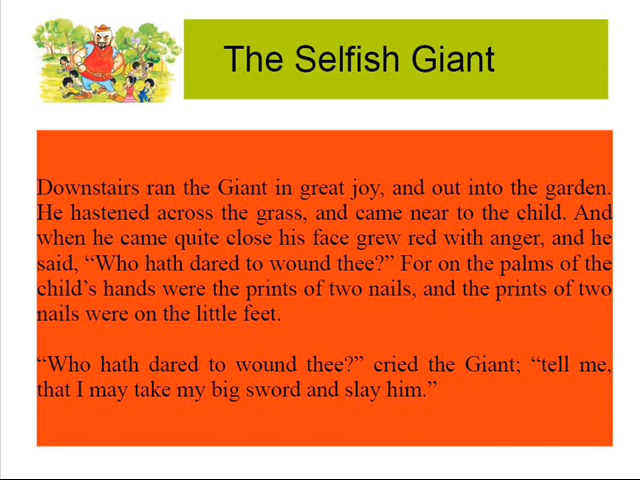 The Selfish Giant
Downstairs ran the Giant in great joy, and out into the garden.
He hastened across the grass, and came near to the child. And
when he came quite close his face grew red with anger, and he
said, “Who hath dared to wound thee?” For on the palms of the
child’s hands were the prints of two nails, and the prints of two
nails were on the little feet.
“Who hath dared to wound thee?” cried the Giant; “tell me,
that I may take my big sword and slay him.”